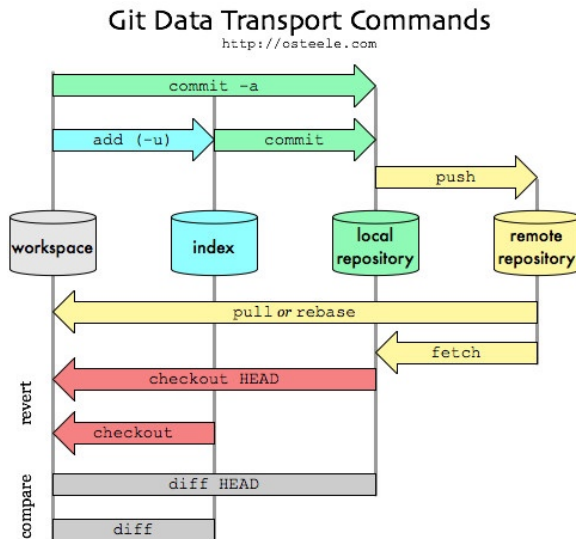 Git Data Transport Commands
http://osteele.com
commit -a
add (-u)
commit
push
workspace
index
local
repository
remote
repository
pull or rebase
fetch
revert
checkout HEAD
checkout
compare
diff HEAD
diff